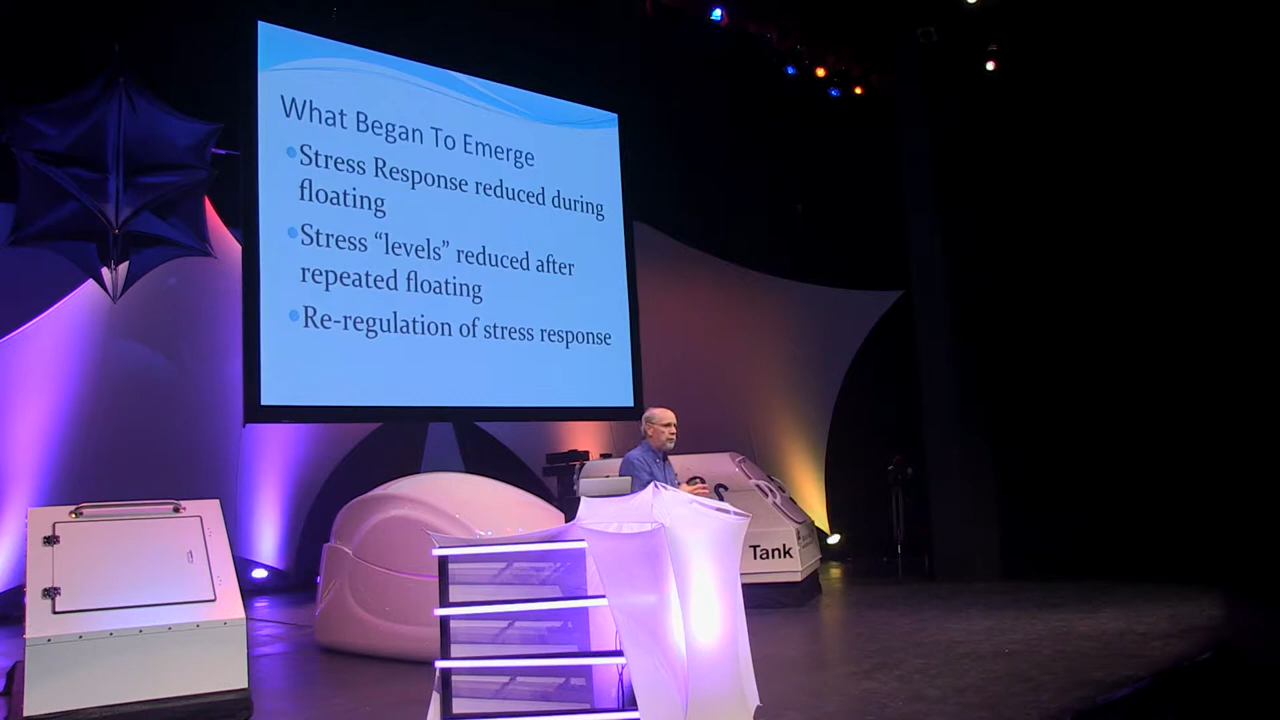 What Began To Emerge
•Stress Response reduced during
floating
•Stress “levels” reduced after
repeated floating
•Re-regulation of stress response
Tank